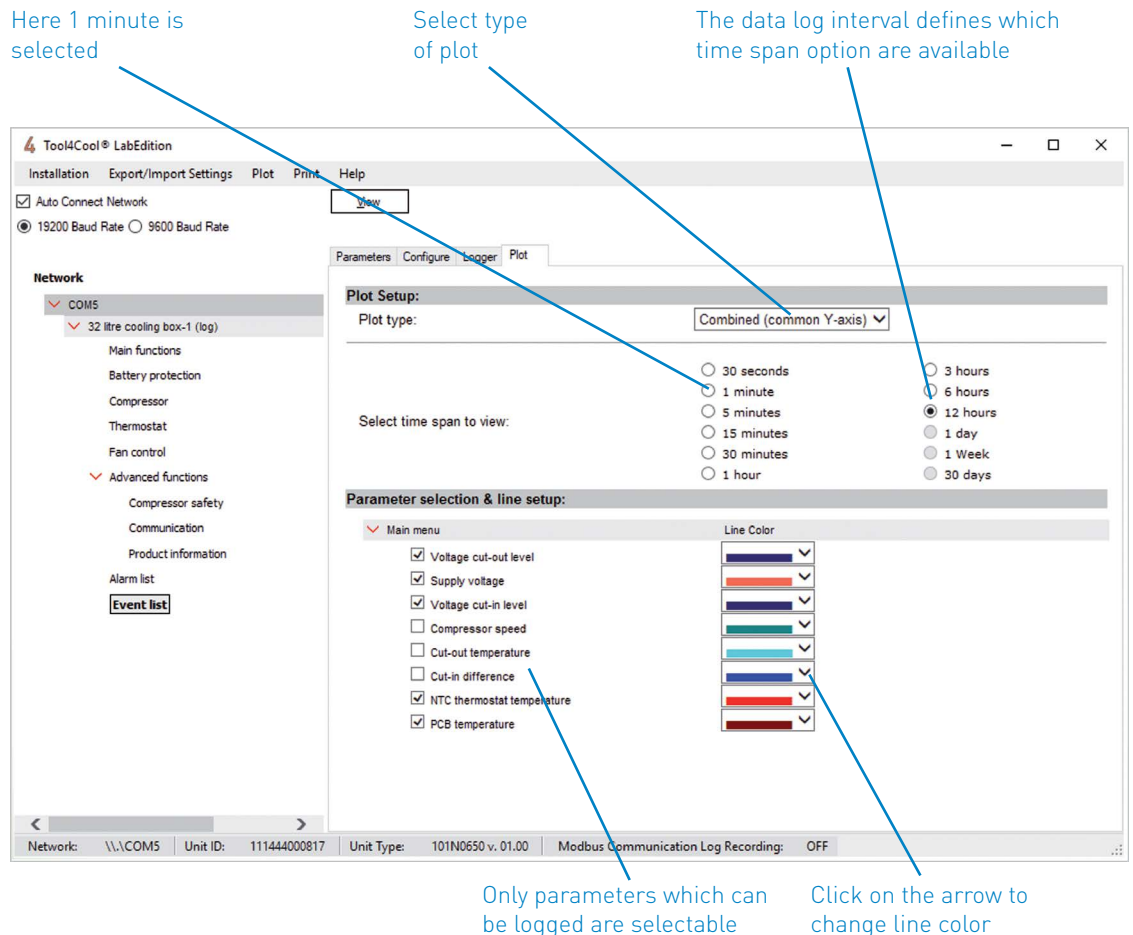 Here 1 minute is
selected
Select type
of plot
The data log interval defines which
time span option are available
4 Tool4Cool® LabEdition
Installation Export/Import Settings Plot Print Help
Auto Connect Network
View
19200 Baud Rate 9600 Baud Rate
Parameters Configure Logger Plot
Network
COM5
32 litre cooling box-1 (log)
Main functions
Battery protection
Compressor
Thermostat
Fan control
Advanced functions
Compressor safety
Communication
Product information
Alarm list
Event list
Plot Setup:
Plot type:
Combined (common Y-axis)
Select time span to view:
30 seconds
1 minute
5 minutes
15 minutes
30 minutes
1 hour
3 hours
6 hours
12 hours
1 day
1 Week
30 days
Parameter selection & line setup:
Main menu Line Color
Voltage cut-out level
Supply voltage
Voltage cut-in level
Compressor speed
Cut-out temperature
Cut-in difference
NTC thermostat temperature
PCB temperature
Network: \\.\COM5 Unit ID: 111444000817 Unit Type: 101N0650 v. 01.00 Modbus Communication Log Recording: OFF
Only parameters which can
be logged are selectable
Click on the arrow to
change line color